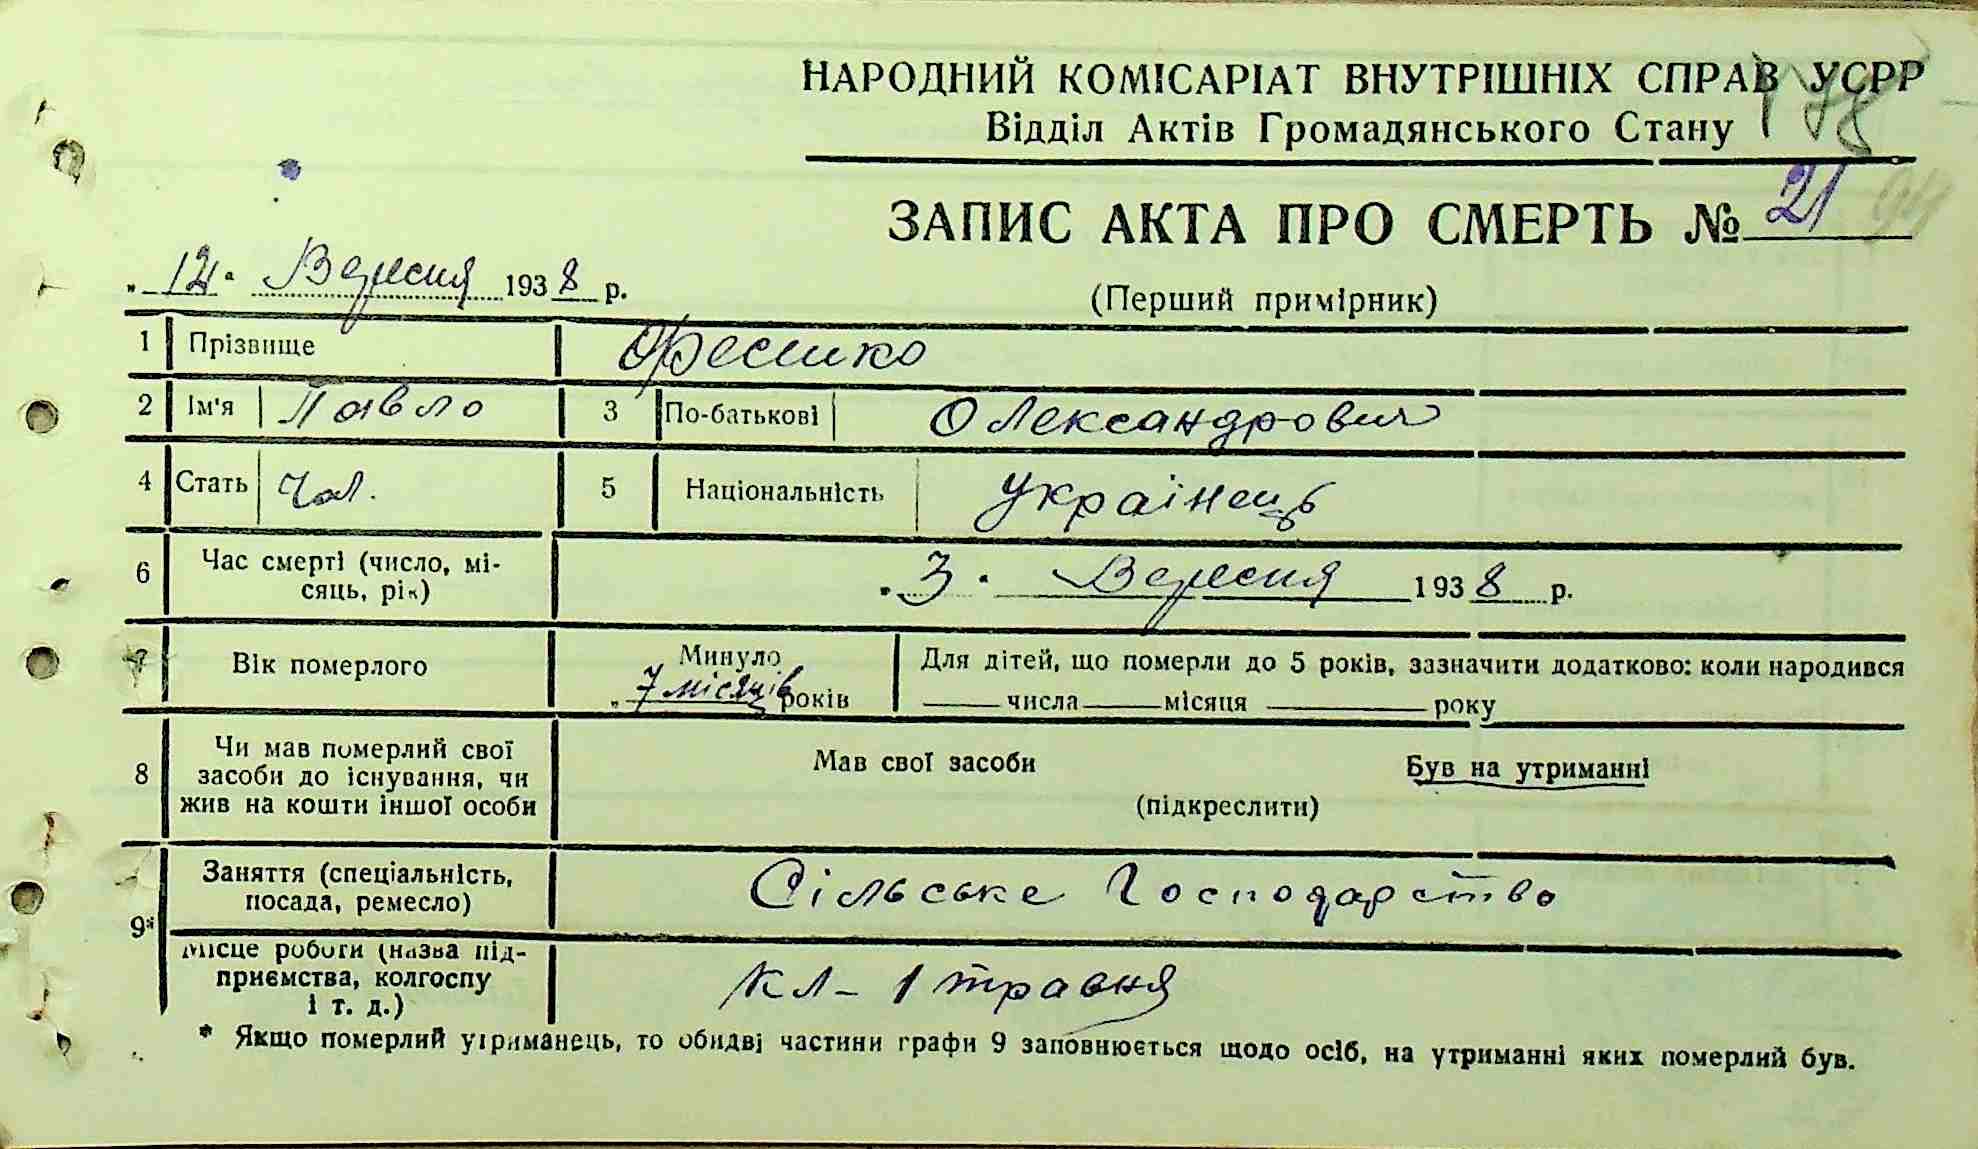 НАРОДНИЙ КОМІСАРІАТ ВНУТРІШНІХ СПРАВ УСРР
Відділ Актів Громадянського Стану
178
ЗАПИС АКТА ПРО СМЕРТЬ № 21
„ 12 " Вересня 1938 р.
(Перший примірник)
1 Прізвище Фесенко
2 Ім'я Павло 3 По-батькові Олександрович
4 Стать Чол. 5 Національність українець
6 Час смерті (число, мі-
сяць, рік) „ 3 " Вересня 1938 р.
7 Вік померлого Минуло 7 місяців років Для дітей, що померли до 5 років, зазначити додатково: коли народився
числа місяця року
8 Чи мав померлий свої
засоби до існування, чи
жив на кошти іншої особи
Мав свої засоби Був на утриманні
(підкреслити)
9* Заняття (спеціальність,
посада, ремесло) Сільське Господарство
Місце роботи (назва під-
приємства, колгоспу
і т. д.) кл - 1 травня
* Якщо померлий утриманець, то обидві частини графи 9 заповнюється щодо осіб, на утриманні яких померлий був.